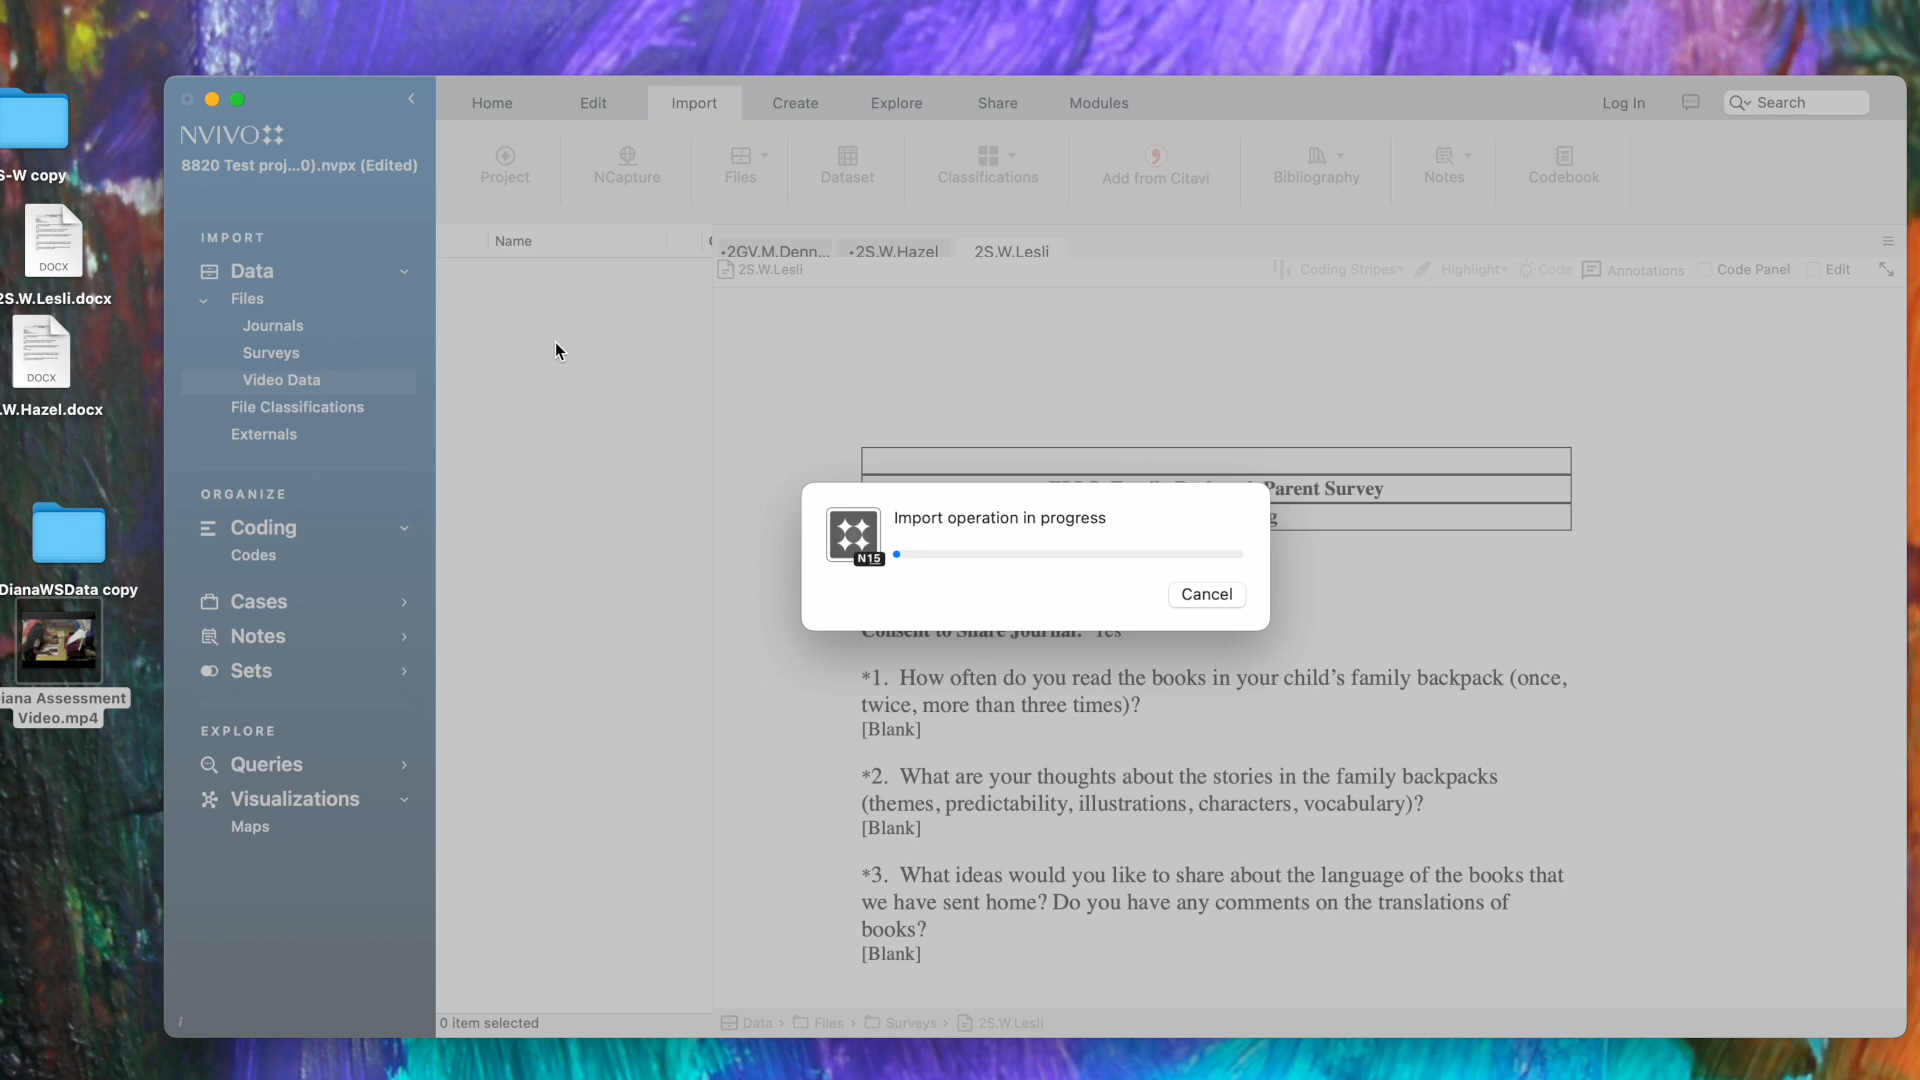 S-W copy
DOCX
2S.W.Lesli.docx
DOCX
.W.Hazel.docx
DianaWSData copy
iana Assessment
Video.mp4
NVIVO
8820 Test proj...0).nvpx (Edited)
IMPORT
Data
Files
Journals
Surveys
Video Data
File Classifications
Externals
ORGANIZE
Coding
Codes
Cases
Notes
Sets
EXPLORE
Queries
Visualizations
Maps
i
Home Edit Import Create Explore Share Modules Log In Search
Project NCapture Files Dataset Classifications Add from Citavi Bibliography Notes Codebook
Name
•2GV.M.Denn... •2S.W.Hazel 2S.W.Lesli
2S.W.Lesli Coding Stripes Highlight Code Annotations Code Panel Edit
Parent Survey
Import operation in progress
N15
Cancel
Consent to Share Journal: Yes
*1. How often do you read the books in your child’s family backpack (once,
twice, more than three times)?
[Blank]
*2. What are your thoughts about the stories in the family backpacks
(themes, predictability, illustrations, characters, vocabulary)?
[Blank]
*3. What ideas would you like to share about the language of the books that
we have sent home? Do you have any comments on the translations of
books?
[Blank]
0 item selected
Data › Files › Surveys › 2S.W.Lesli